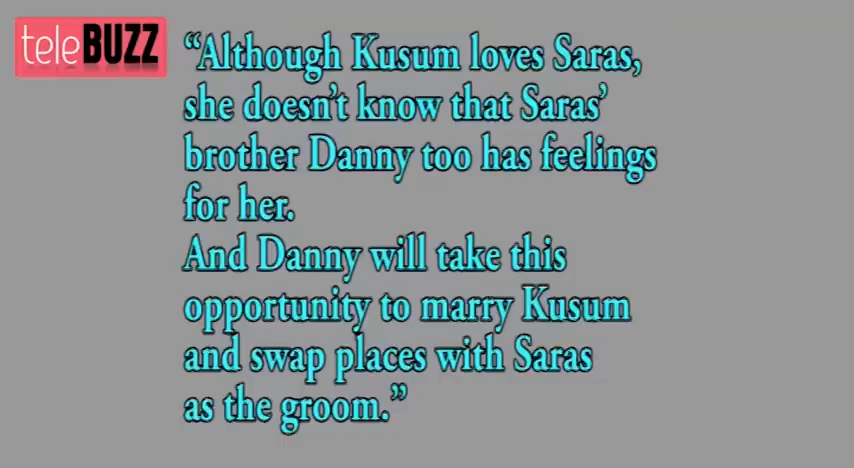 teleBUZZ
“Although Kusum loves Saras,
she doesn’t know that Saras’
brother Danny too has feelings
for her.
And Danny will take this
opportunity to marry Kusum
and swap places with Saras
as the groom.”